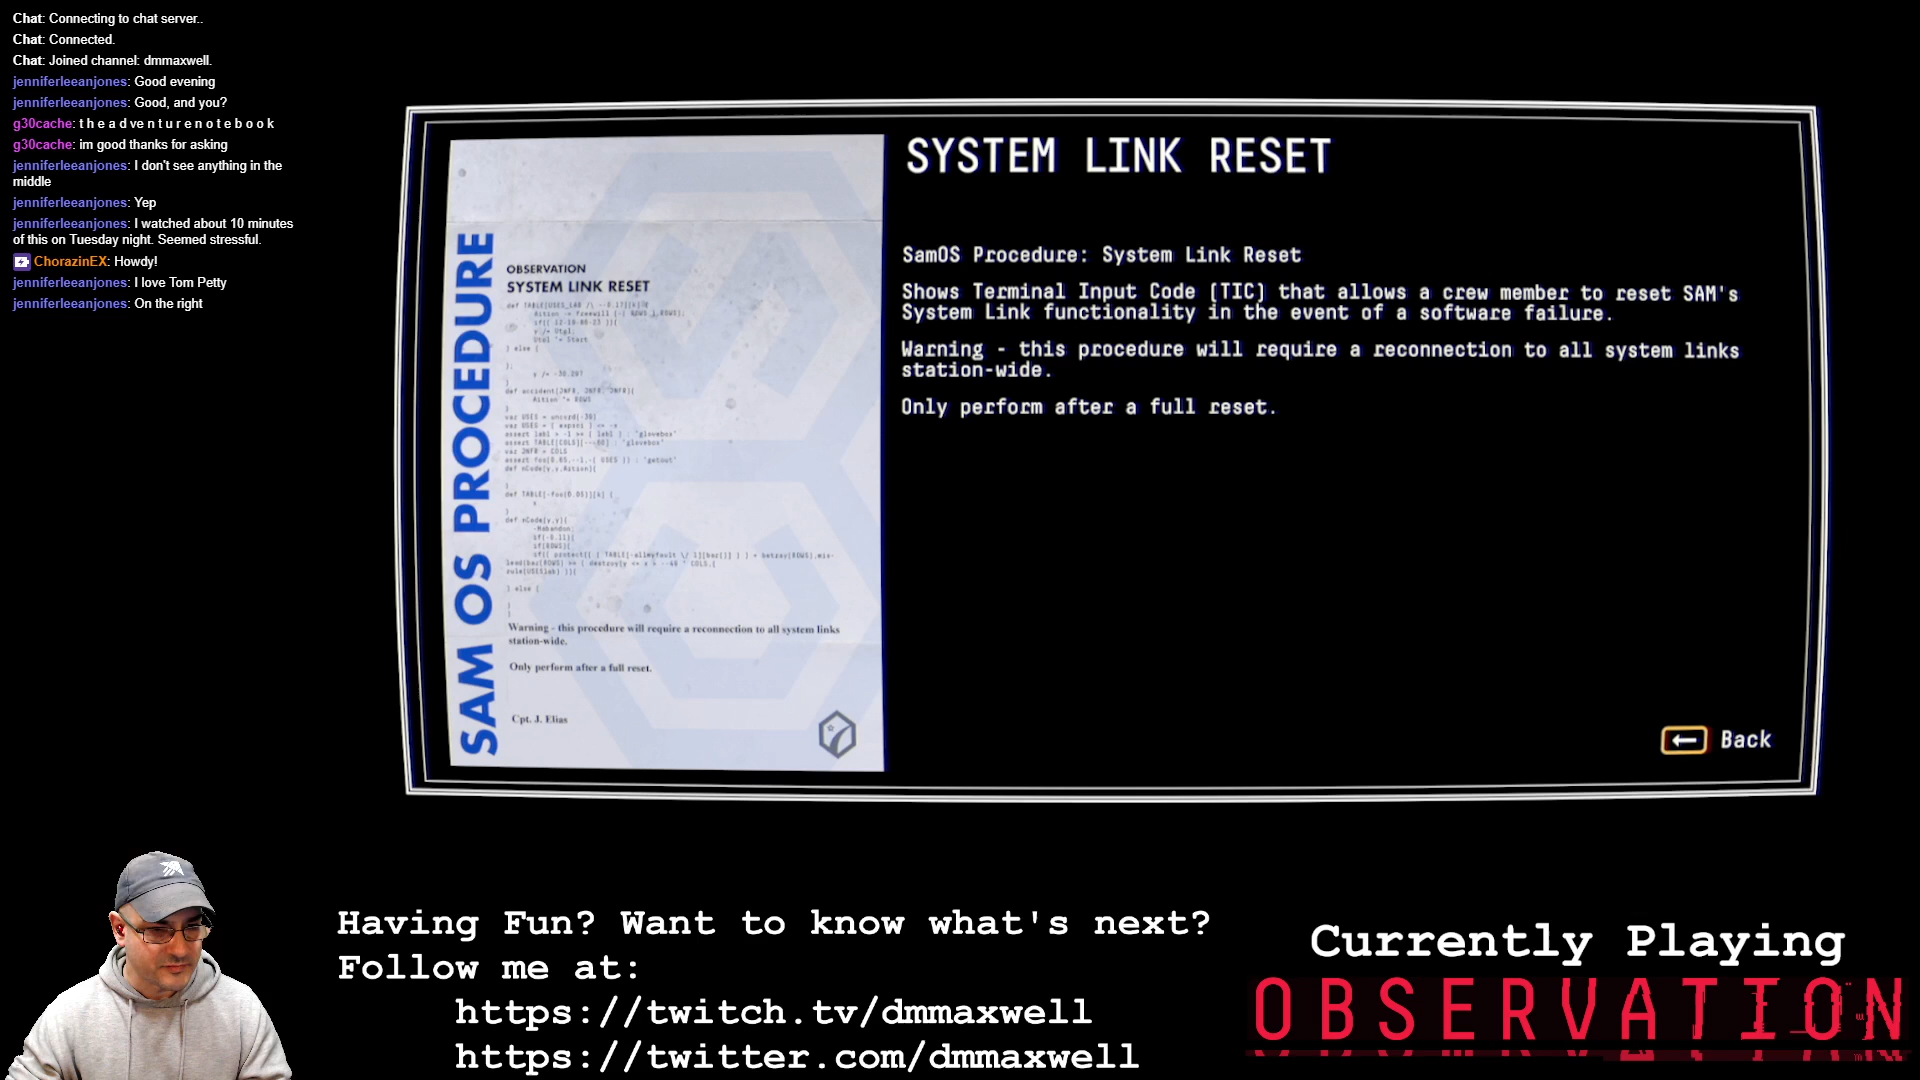 Chat: Connecting to chat server..
Chat: Connected.
Chat: Joined channel: dmmaxwell.
jenniferleeanjones: Good evening
jenniferleeanjones: Good, and you?
g30cache: t h e a d v e n t u r e n o t e b o o k
g30cache: im good thanks for asking
jenniferleeanjones: I don't see anything in the
middle
jenniferleeanjones: Yep
jenniferleeanjones: I watched about 10 minutes
of this on Tuesday night. Seemed stressful.
ChorazinEX: Howdy!
jenniferleeanjones: I love Tom Petty
jenniferleeanjones: On the right
SAM OS PROCEDURE
OBSERVATION
SYSTEM LINK RESET
} else {
y /= -30.297
var 2NFR = COLS
} else {
Warning - this procedure will require a reconnection to all system links
station-wide.
Only perform after a full reset.
Cpt. J. Elias
SYSTEM LINK RESET
SamOS Procedure: System Link Reset
Shows Terminal Input Code (TIC) that allows a crew member to reset SAM's
System Link functionality in the event of a software failure.
Warning - this procedure will require a reconnection to all system links
station-wide.
Only perform after a full reset.
Back
Having Fun? Want to know what's next?
Follow me at:
https://twitch.tv/dmmaxwell
https://twitter.com/dmmaxwell
Currently Playing
OBSERVATION